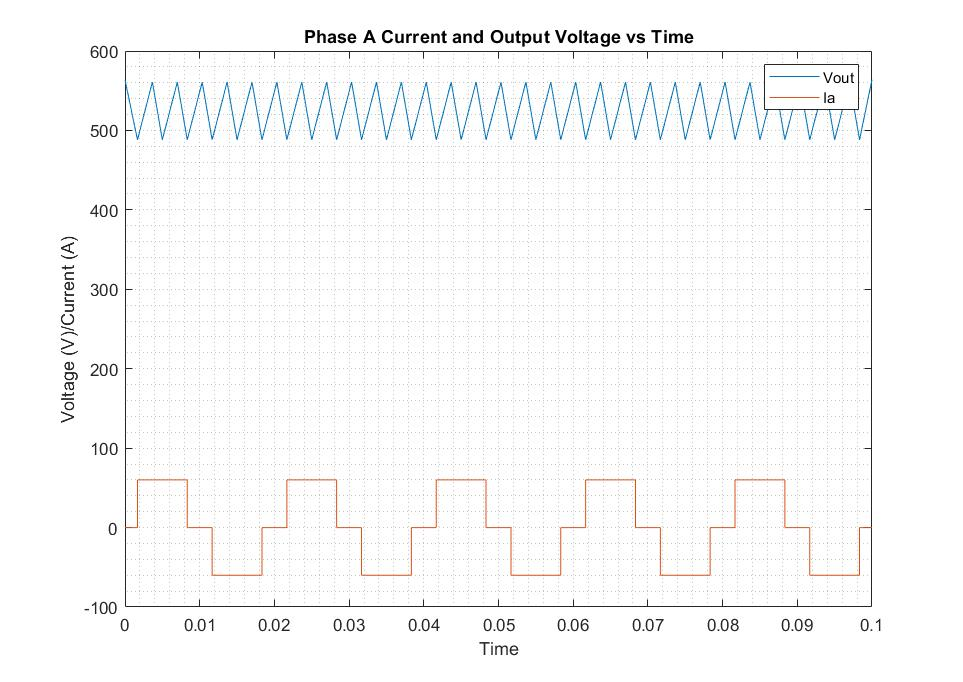 Phase A Current and Output Voltage vs Time
600
500
400
300
200
100
0
-100
Voltage (V)/Current (A)
Vout
Ia
0 0.01 0.02 0.03 0.04 0.05 0.06 0.07 0.08 0.09 0.1
Time